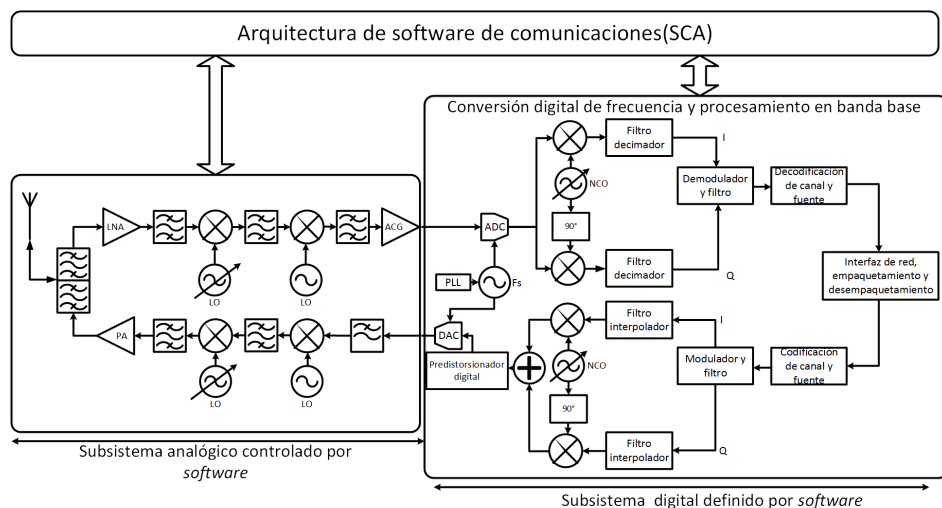 Arquitectura de software de comunicaciones(SCA)
Conversión digital de frecuencia y procesamiento en banda base
Filtro
decimador
I
NCO
90°
Demodulador
y filtro
Decodificación
de canal y
fuente
LNA
ACG
ADC
LO
LO
Filtro
decimador
Q
Interfaz de red,
empaquetamiento y
desempaquetamiento
PLL
Fs
PA
DAC
LO
LO
Predistorsionador
digital
Filtro
interpolador
I
NCO
90°
Modulador y
filtro
Codificación de
canal y
fuente
Filtro
interpolador
Q
Subsistema analógico controlado por
software
Subsistema digital definido por software